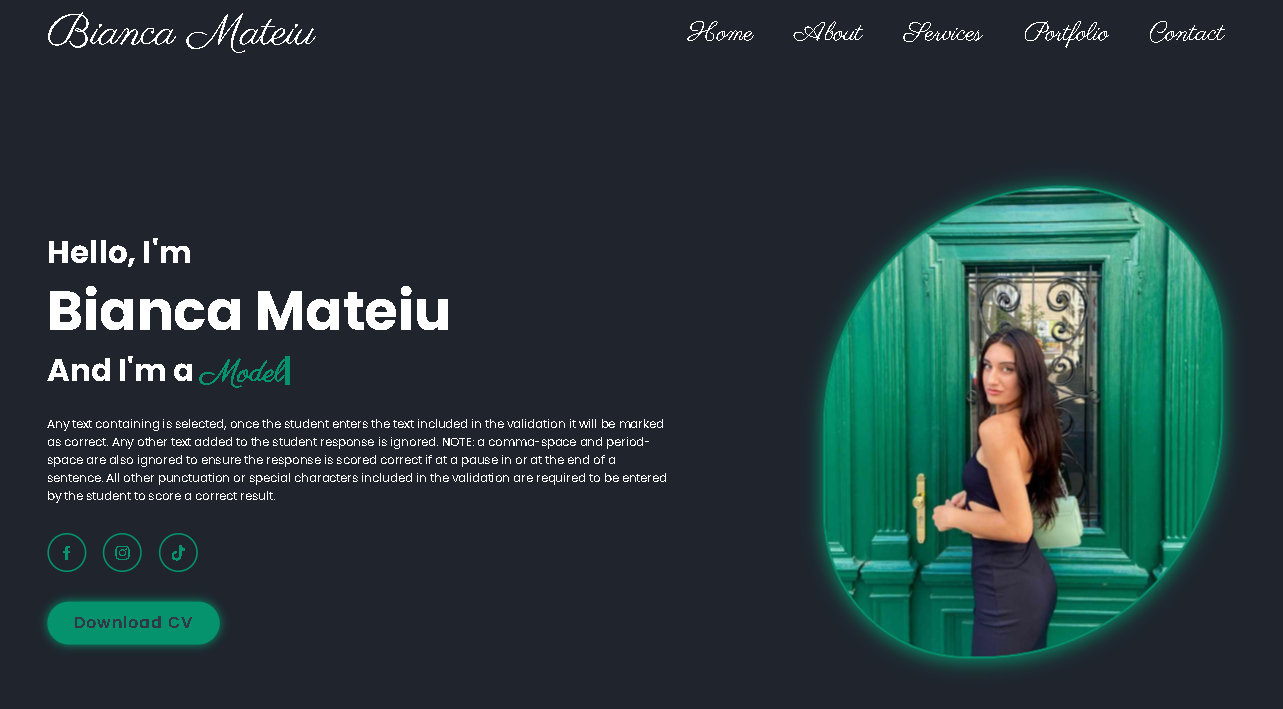 Bianca Mateiu
Home About Services Portfolio Contact
Hello, I'm
Bianca Mateiu
And I'm a Model
Any text containing is selected, once the student enters the text included in the validation it will be marked
as correct. Any other text added to the student response is ignored. NOTE: a comma-space and period-
space are also ignored to ensure the response is scored correct if at a pause in or at the end of a
sentence. All other punctuation or special characters included in the validation are required to be entered
by the student to score a correct result.
Download CV